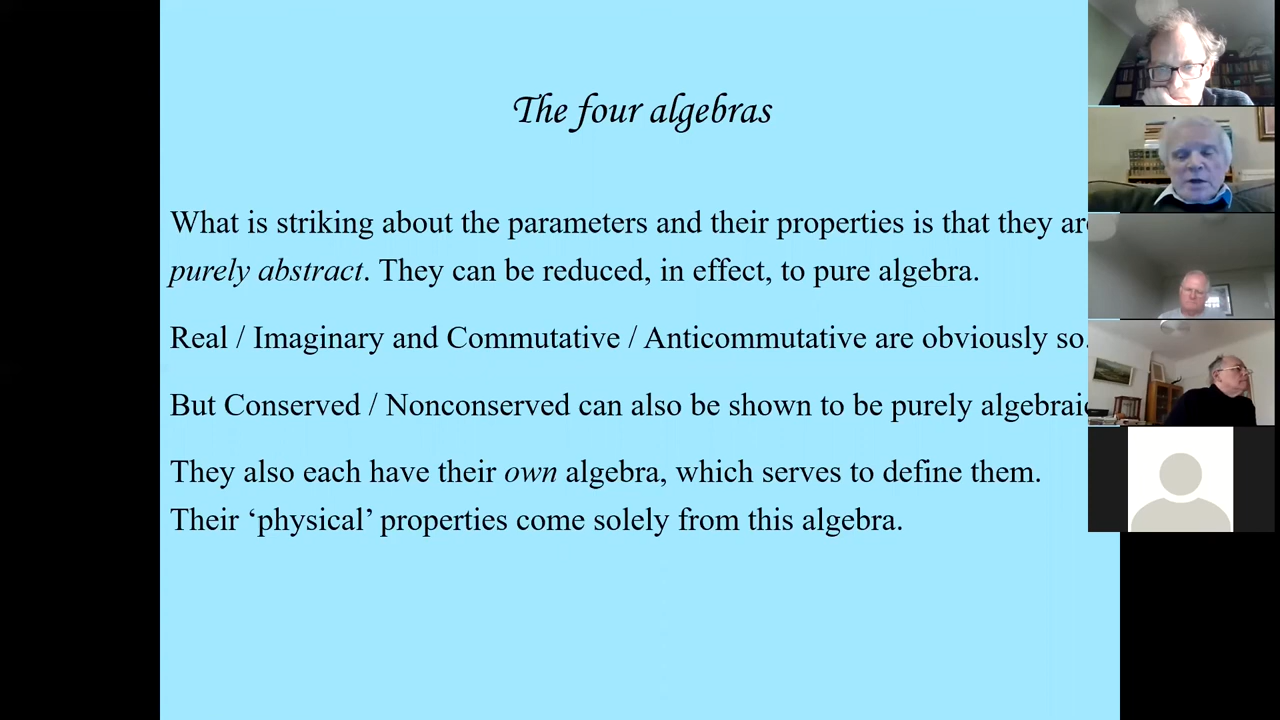 The four algebras
What is striking about the parameters and their properties is that they are
purely abstract. They can be reduced, in effect, to pure algebra.
Real / Imaginary and Commutative / Anticommutative are obviously so.
But Conserved / Nonconserved can also be shown to be purely algebraic
They also each have their own algebra, which serves to define them.
Their ‘physical’ properties come solely from this algebra.